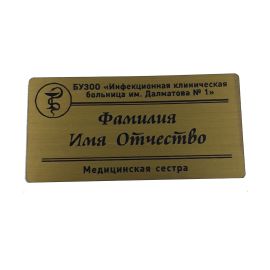 БУЗОО «Инфекционная клиническая
больница им. Далматова № 1»
Фамилия
Имя Отчество
Медицинская сестра